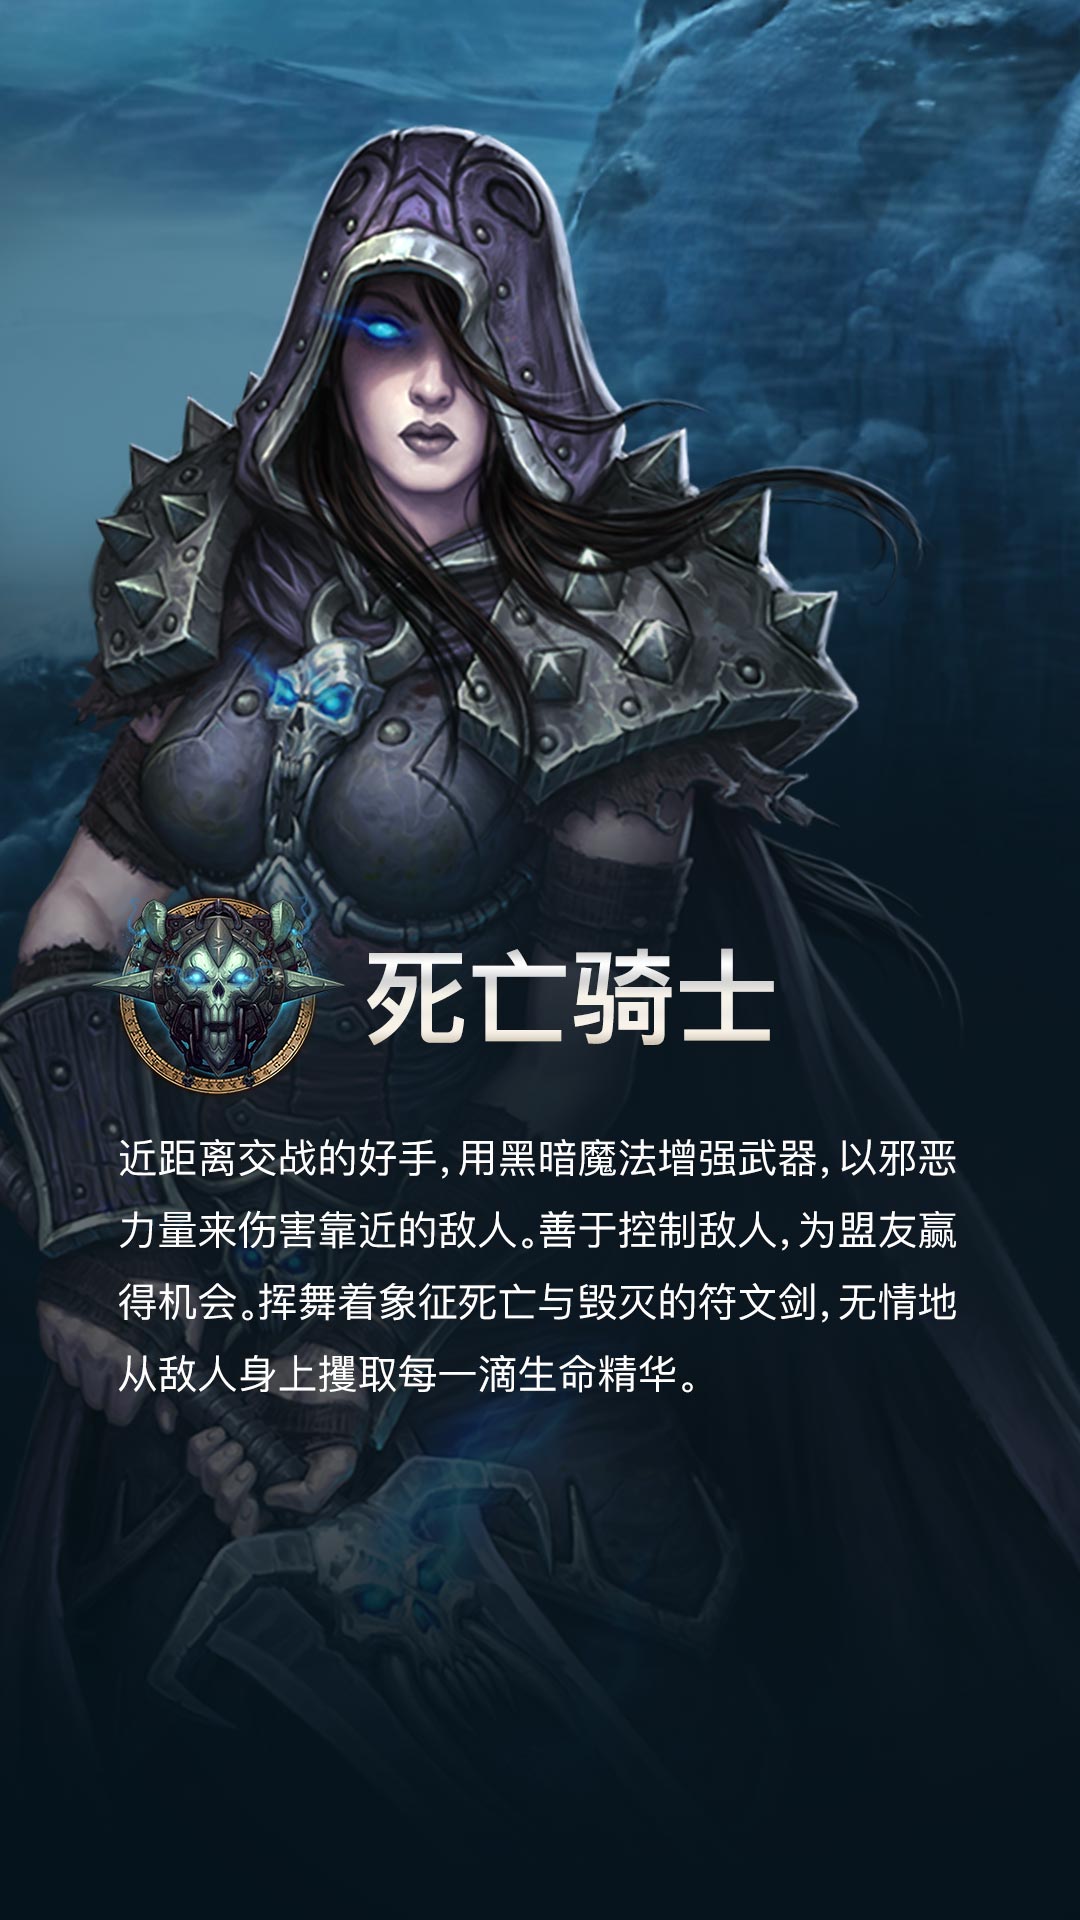 死亡骑士
近距离交战的好手，用黑暗魔法增强武器，以邪恶
力量来伤害靠近的敌人。善于控制敌人，为盟友赢
得机会。挥舞着象征死亡与毁灭的符文剑，无情地
从敌人身上攫取每一滴生命精华。